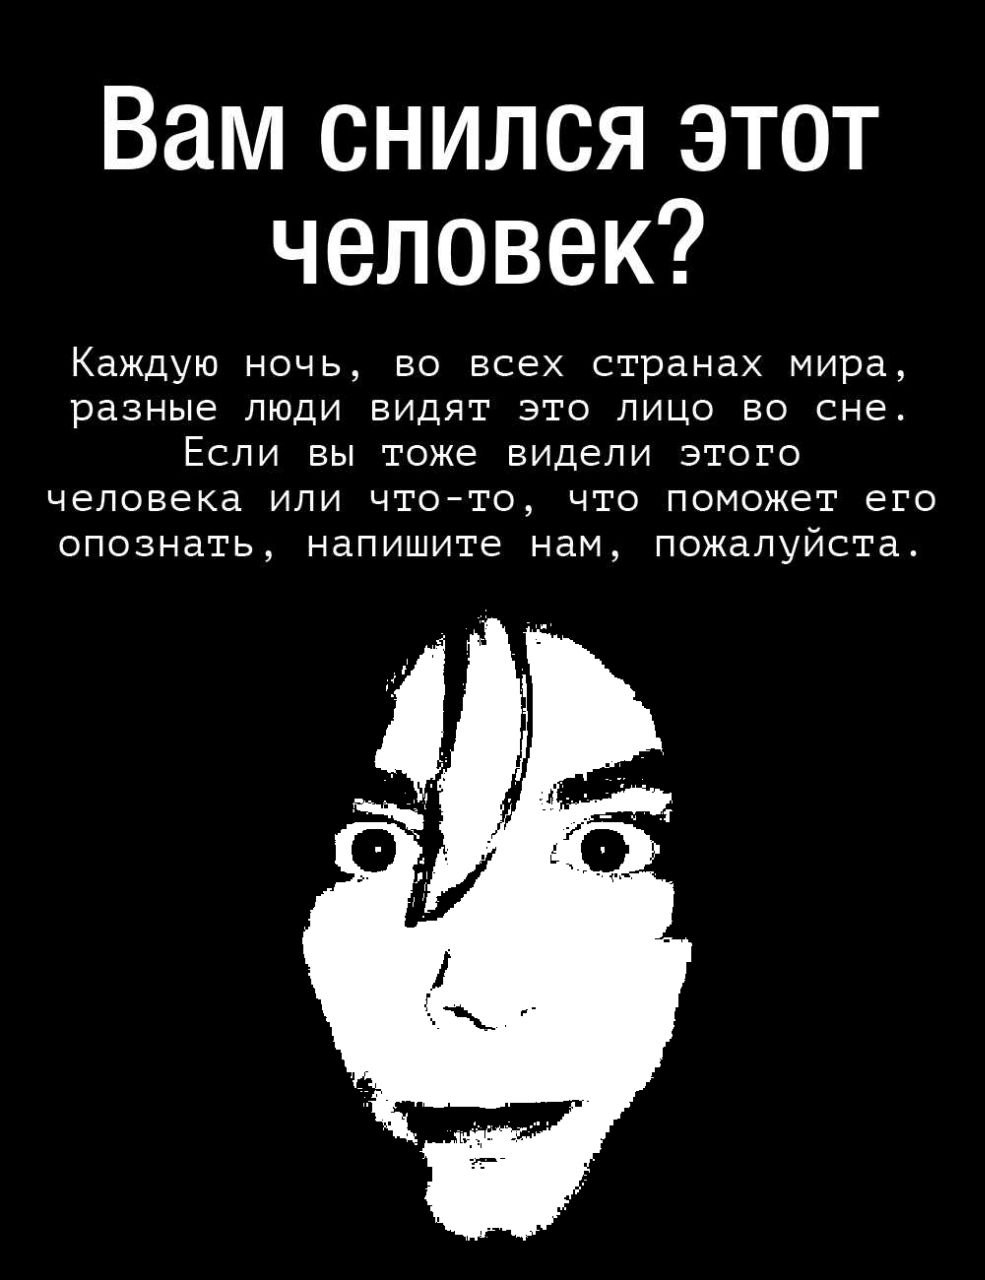 Вам снился этот
человек?
Каждую ночь, во всех странах мира,
разные люди видят это лицо во сне.
Если вы тоже видели этого
человека или что-то, что поможет его
опознать, напишите нам, пожалуйста.